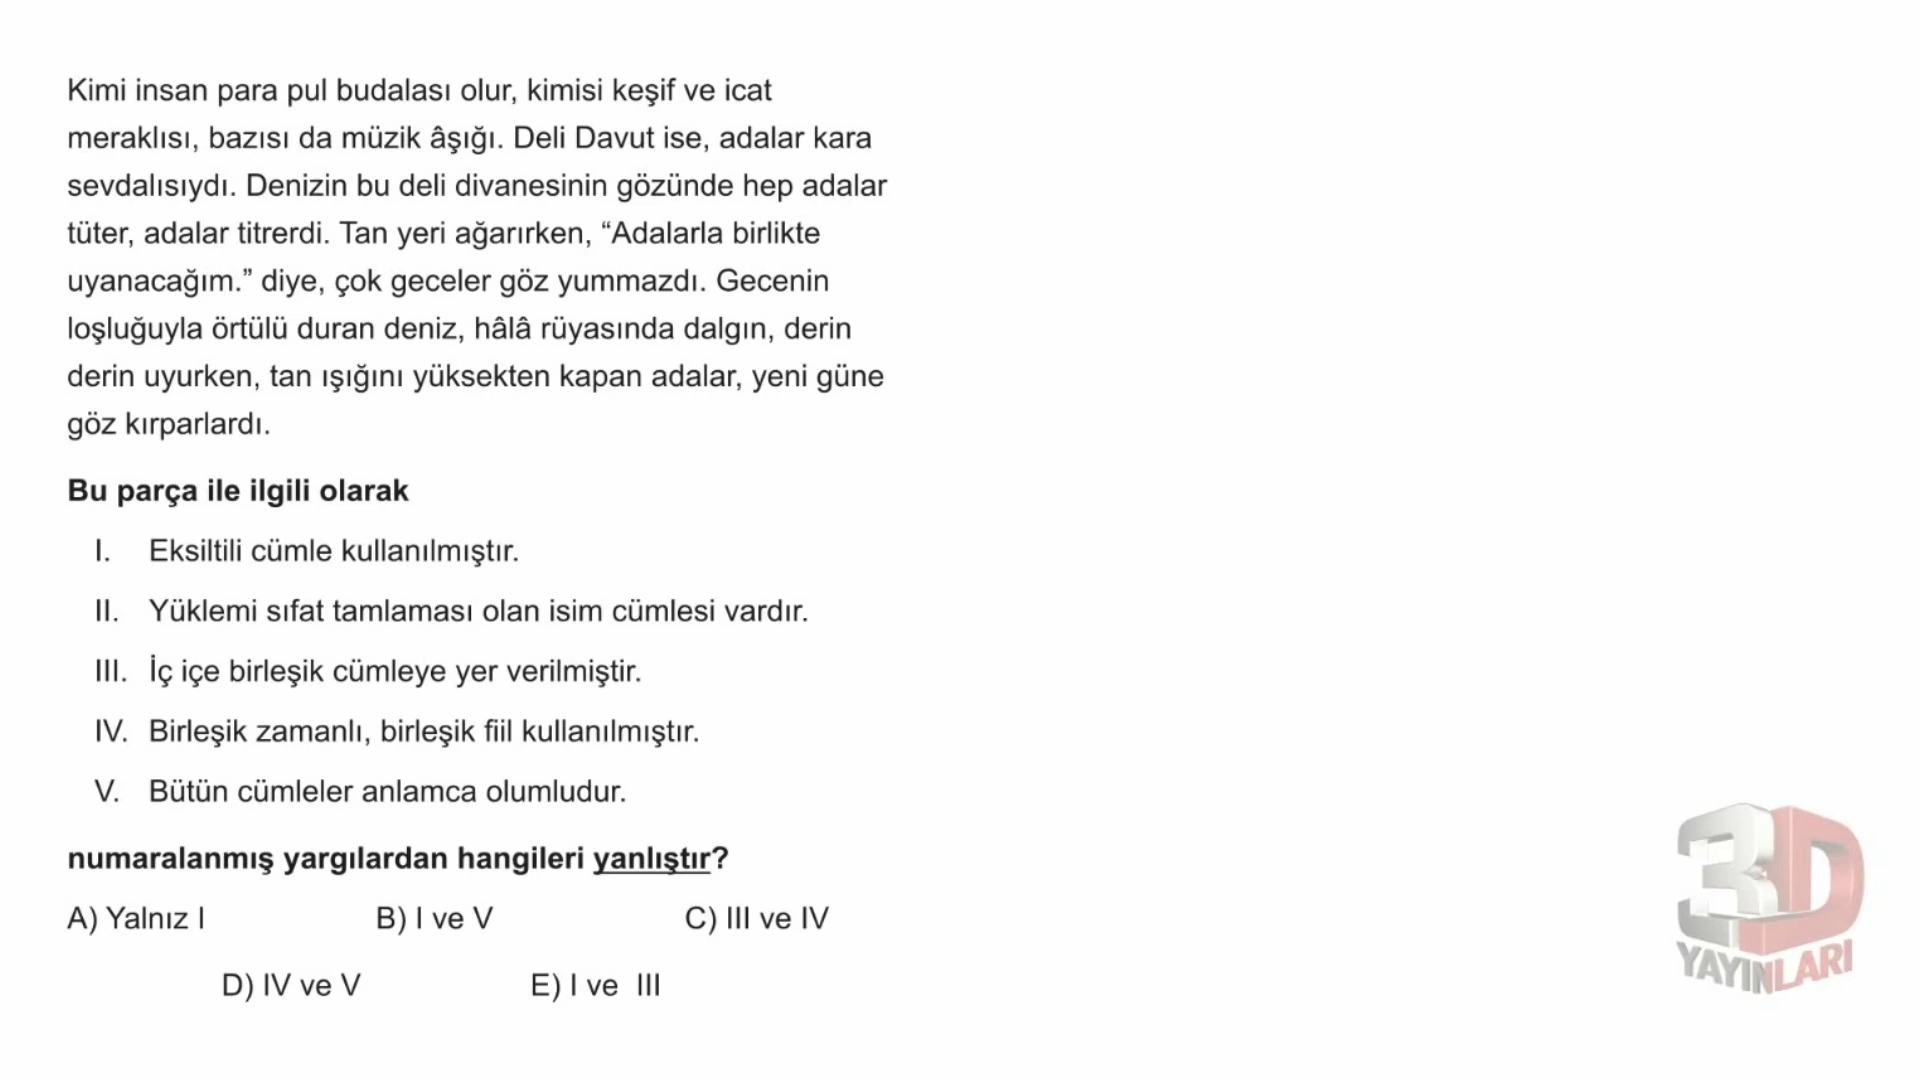 Kimi insan para pul budalası olur, kimisi keşif ve icat
meraklısı, bazısı da müzik âşığı. Deli Davut ise, adalar kara
sevdalısıydı. Denizin bu deli divanesinin gözünde hep adalar
tüter, adalar titrerdi. Tan yeri ağarırken, “Adalarla birlikte
uyanacağım.” diye, çok geceler göz yummazdı. Gecenin
loşluğuyla örtülü duran deniz, hâlâ rüyasında dalgın, derin
derin uyurken, tan ışığını yüksekten kapan adalar, yeni güne
göz kırparlardı.
Bu parça ile ilgili olarak
I. Eksiltili cümle kullanılmıştır.
II. Yüklemi sıfat tamlaması olan isim cümlesi vardır.
III. İç içe birleşik cümleye yer verilmiştir.
IV. Birleşik zamanlı, birleşik fiil kullanılmıştır.
V. Bütün cümleler anlamca olumludur.
numaralanmış yargılardan hangileri yanlıştır?
A) Yalnız I B) I ve V C) III ve IV
D) IV ve V E) I ve III
3D
YAYINLARI